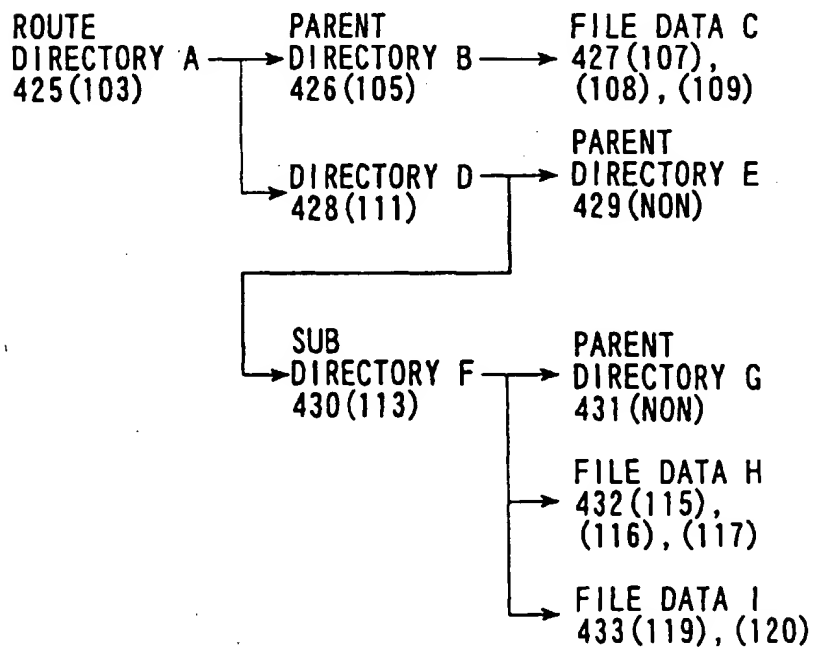 ROUTE
DIRECTORY A
425(103)
PARENT
DIRECTORY B
426(105)
FILE DATA C
427(107),
(108), (109)
DIRECTORY D
428(111)
PARENT
DIRECTORY E
429(NON)
SUB
DIRECTORY F
430(113)
PARENT
DIRECTORY G
431(NON)
FILE DATA H
432(115),
(116), (117)
FILE DATA I
433(119), (120)